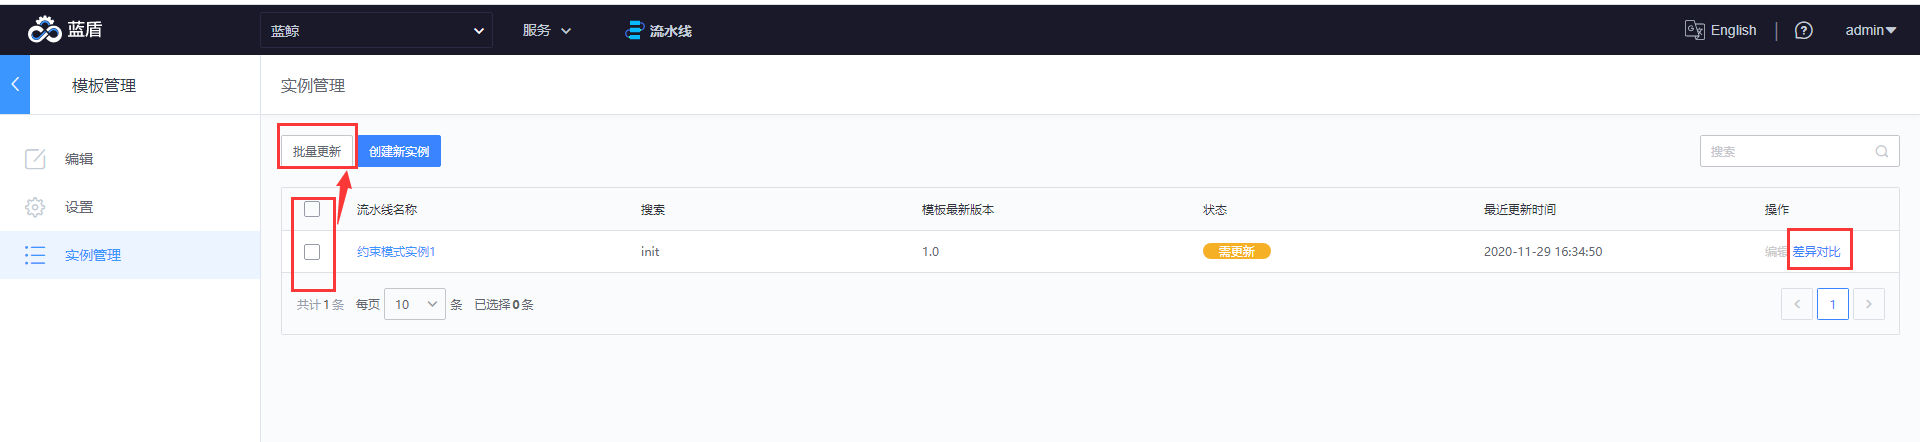 蓝盾 蓝鲸 服务 流水线 English admin
模板管理 实例管理
批量更新 创建新实例 搜索
编辑
设置
实例管理
流水线名称 搜索 模板最新版本 状态 最近更新时间 操作
约束模式实例1 init 1.0 需更新 2020-11-29 16:34:50 编辑 差异对比
共计1条 每页 10 条 已选择0条 1